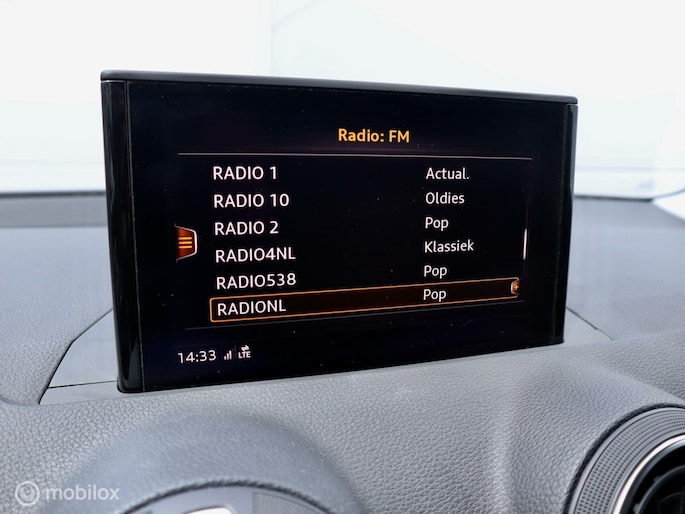 Radio: FM
RADIO 1 Actual.
RADIO 10 Oldies
RADIO 2 Pop
RADIO4NL Klassiek
RADIO538 Pop
RADIONL Pop
14:33 LTE
mobilox